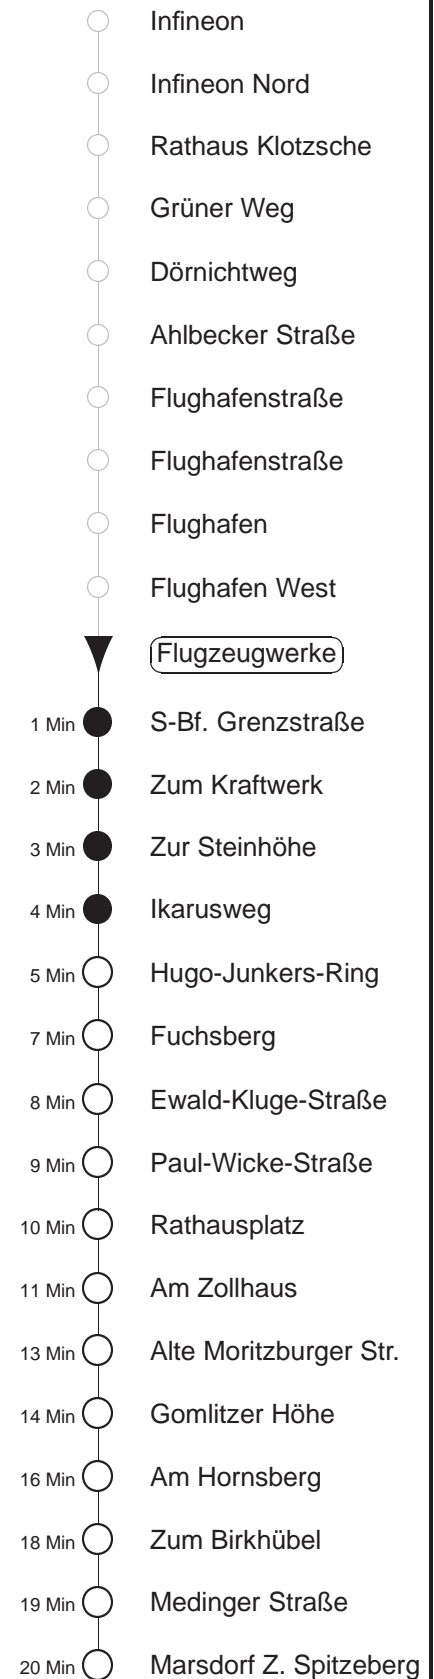 Infineon
Infineon Nord
Rathaus Klotzsche
Grüner Weg
Dörnichtweg
Ahlbecker Straße
Flughafenstraße
Flughafenstraße
Flughafen
Flughafen West
Flugzeugwerke
1 Min S-Bf. Grenzstraße
2 Min Zum Kraftwerk
3 Min Zur Steinhöhe
4 Min Ikarusweg
5 Min Hugo-Junkers-Ring
7 Min Fuchsberg
8 Min Ewald-Kluge-Straße
9 Min Paul-Wicke-Straße
10 Min Rathausplatz
11 Min Am Zollhaus
13 Min Alte Moritzburger Str.
14 Min Gomlitzer Höhe
16 Min Am Hornsberg
18 Min Zum Birkhübel
19 Min Medinger Straße
20 Min Marsdorf Z. Spitzeberg